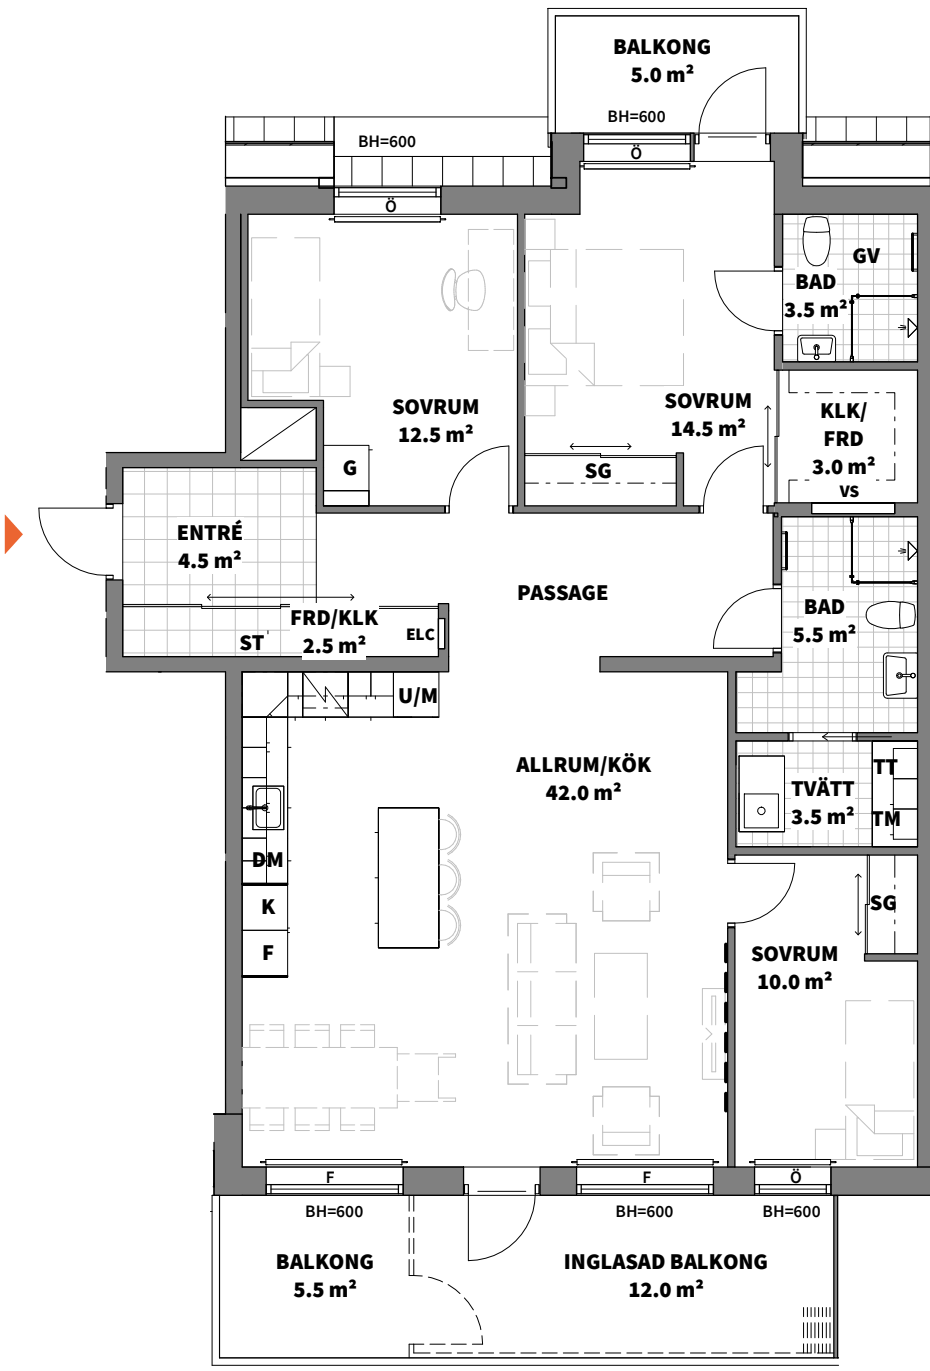 BALKONG
5.0 m²
BH=600
BH=600
Ö
Ö
GV
BAD
3.5 m²
SOVRUM
12.5 m²
SOVRUM
14.5 m²
KLK/
FRD
3.0 m²
VS
G
SG
ENTRÉ
4.5 m²
PASSAGE
FRD/KLK
2.5 m²
ST
ELC
BAD
5.5 m²
U/M
ALLRUM/KÖK
42.0 m²
TVÄTT
3.5 m²
TT
TM
DM
K
F
SG
SOVRUM
10.0 m²
F
F
Ö
BH=600
BH=600
BH=600
BALKONG
5.5 m²
INGLASAD BALKONG
12.0 m²